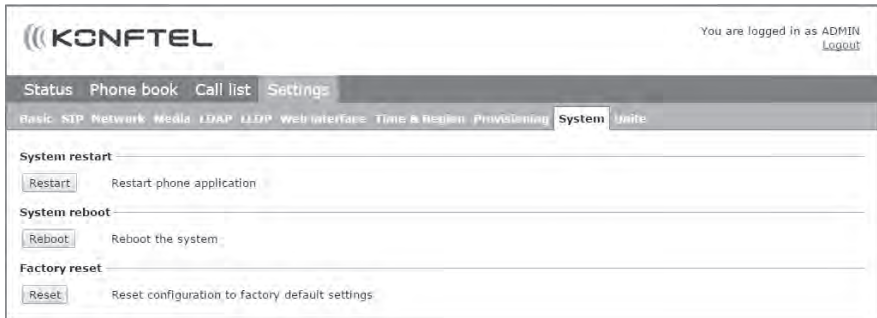 KONFTEL
You are logged in as ADMIN
Logout
Status Phone book Call list Settings
Basic SIP Network Media LDAP LLDP Web interface Time & Region Provisioning System Unite
System restart
Restart Restart phone application
System reboot
Reboot Reboot the system
Factory reset
Reset Reset configuration to factory default settings